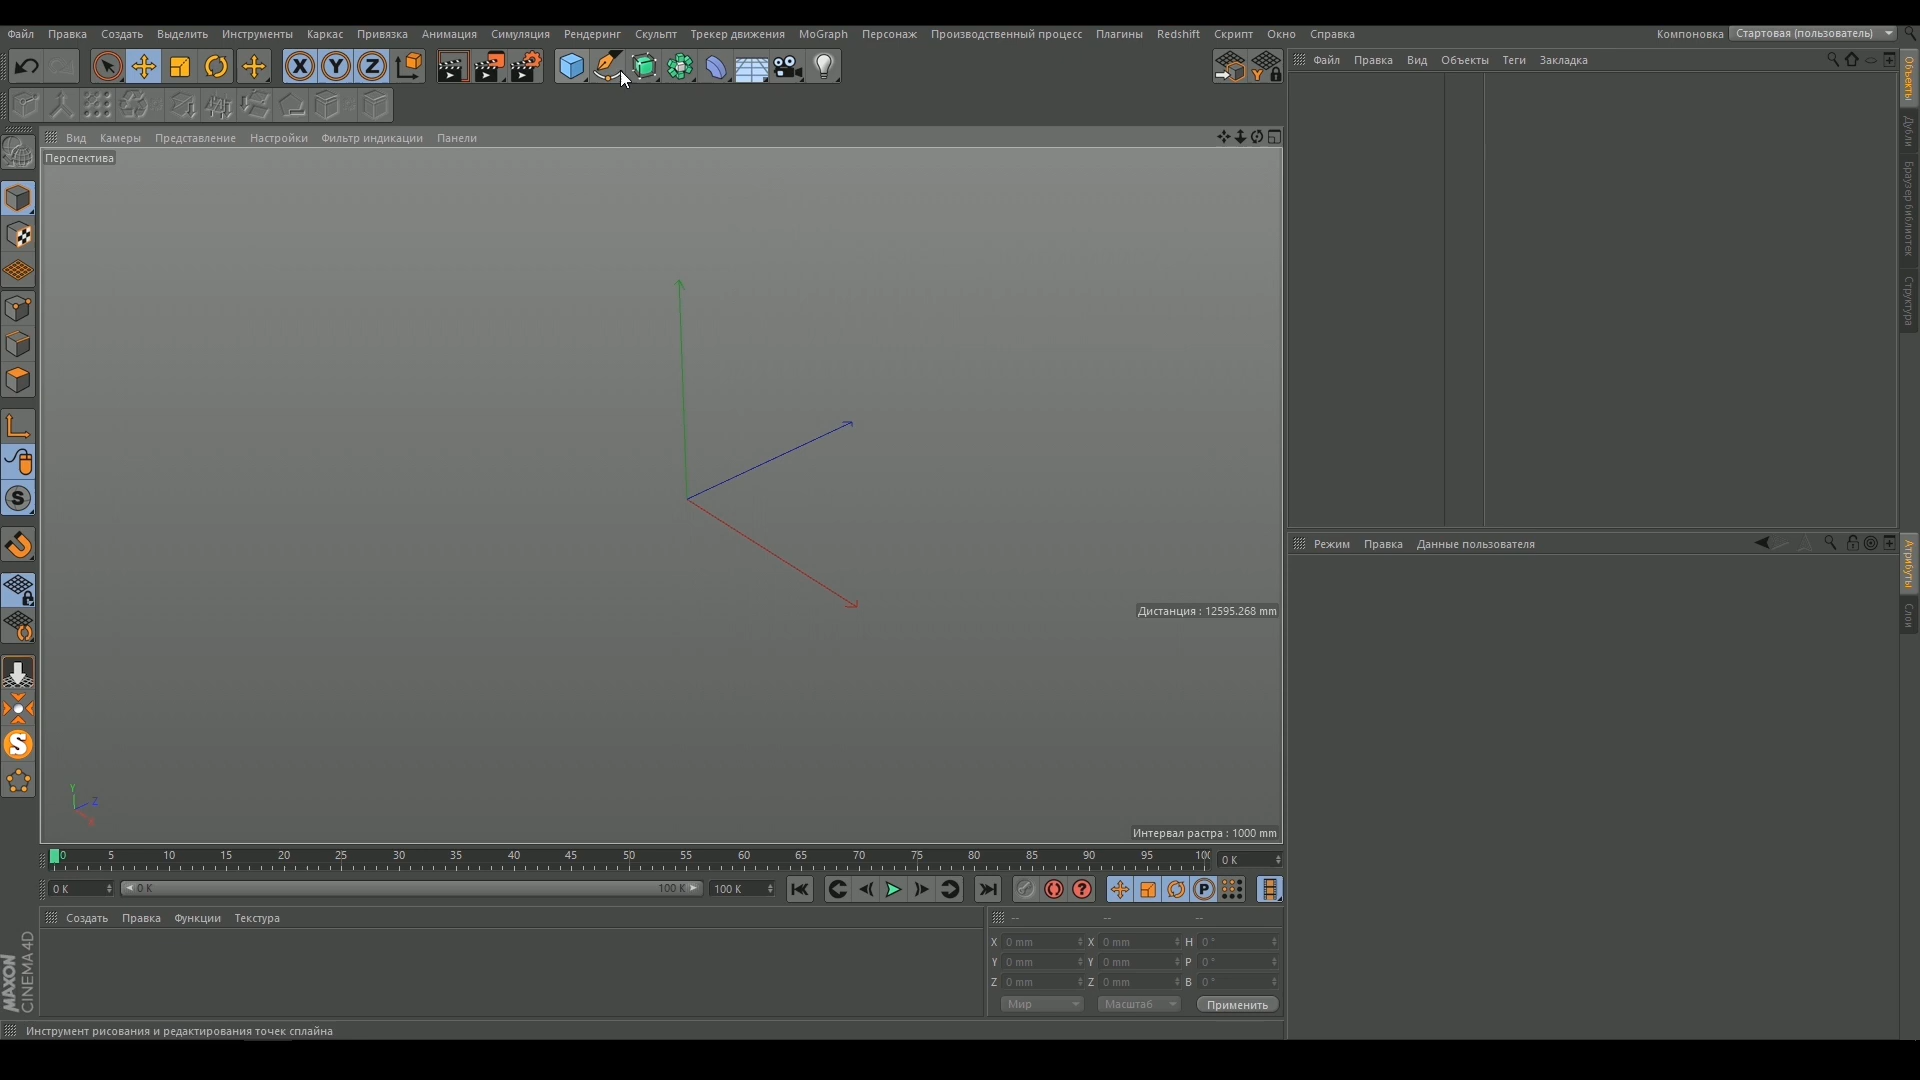 Файл Правка Создать Выделить Инструменты Каркас Привязка Анимация Симуляция Рендеринг Скульпт Трекер движения MoGraph Персонаж Производственный процесс Плагины Redshift Скрипт Окно Справка Компоновка Стартовая (пользователь)
X Y Z
Файл Правка Вид Объекты Теги Закладка
Объекты
Дубли
Браузер библиотек
Структура
Вид Камеры Представление Настройки Фильтр индикации Панели
Перспектива
S
Режим Правка Данные пользователя
Атрибуты
Слои
Дистанция : 12595.268 mm
S
Y
Z
X
Интервал растра : 1000 mm
0 5 10 15 20 25 30 35 40 45 50 55 60 65 70 75 80 85 90 95 100 0 K
0 K 0 K 100 K 100 K ? P
Создать Правка Функции Текстура
-- -- --
X 0 mm X 0 mm H 0 °
Y 0 mm Y 0 mm P 0 °
Z 0 mm Z 0 mm B 0 °
Мир Масштаб Применить
MAXON
CINEMA 4D
Инструмент рисования и редактирования точек сплайна